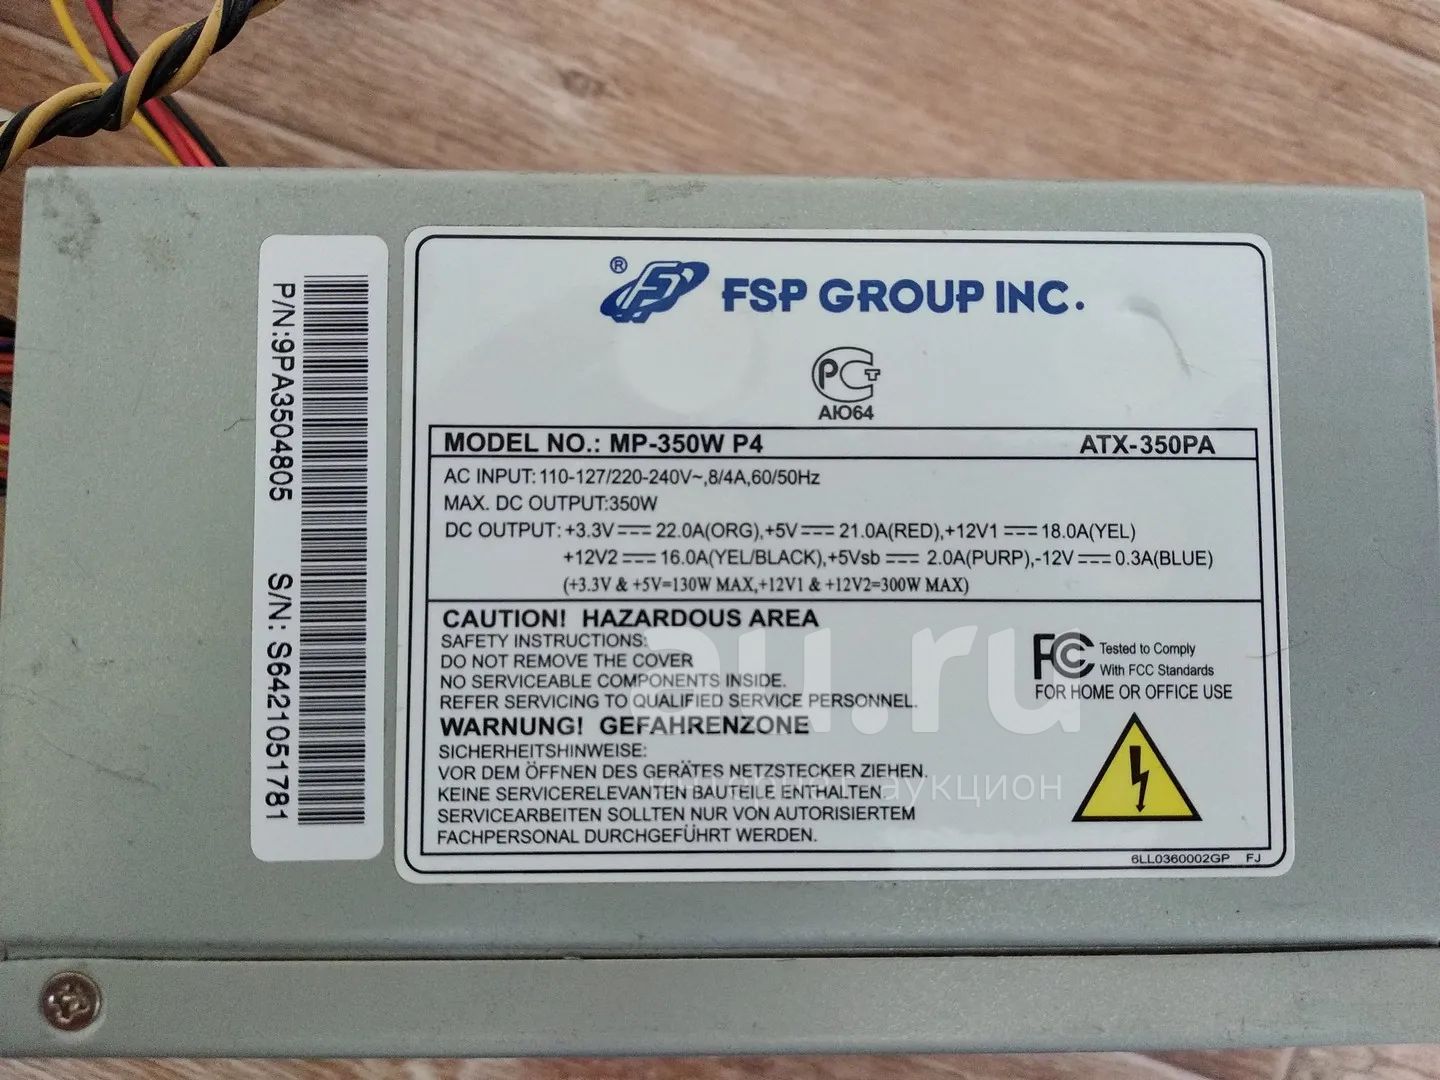 P/N:9PA3504805 S/N: S6421051781
® FSP FSP GROUP INC.
РСТ
АЮ64
MODEL NO.: MP-350W P4 ATX-350PA
AC INPUT: 110-127/220-240V~,8/4A,60/50Hz
MAX. DC OUTPUT:350W
DC OUTPUT: +3.3V ⎓ 22.0A(ORG),+5V ⎓ 21.0A(RED),+12V1 ⎓ 18.0A(YEL)
+12V2 ⎓ 16.0A(YEL/BLACK),+5Vsb ⎓ 2.0A(PURP),-12V ⎓ 0.3A(BLUE)
(+3.3V & +5V=130W MAX,+12V1 & +12V2=300W MAX)
CAUTION! HAZARDOUS AREA
SAFETY INSTRUCTIONS:
DO NOT REMOVE THE COVER
NO SERVICEABLE COMPONENTS INSIDE.
REFER SERVICING TO QUALIFIED SERVICE PERSONNEL.
WARNUNG! GEFAHRENZONE
SICHERHEITSHINWEISE:
VOR DEM ÖFFNEN DES GERÄTES NETZSTECKER ZIEHEN.
KEINE SERVICERELEVANTEN BAUTEILE ENTHALTEN
SERVICEARBEITEN SOLLTEN NUR VON AUTORISIERTEM
FACHPERSONAL DURCHGEFÜHRT WERDEN.
FC Tested to Comply
With FCC Standards
FOR HOME OR OFFICE USE
6LL0360002GP FJ
au.ru
интернет-аукцион